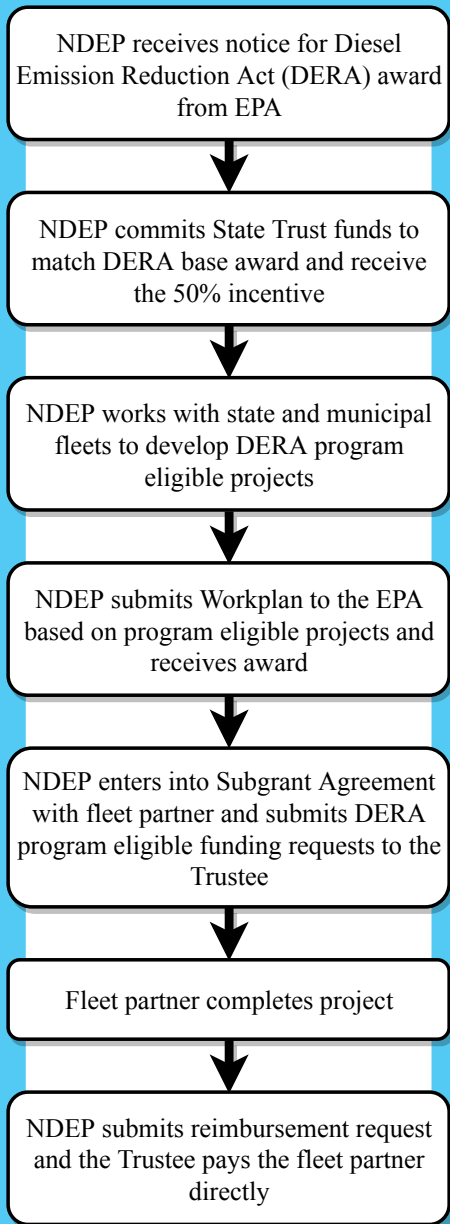 NDEP receives notice for Diesel
Emission Reduction Act (DERA) award
from EPA
NDEP commits State Trust funds to
match DERA base award and receive
the 50% incentive
NDEP works with state and municipal
fleets to develop DERA program
eligible projects
NDEP submits Workplan to the EPA
based on program eligible projects and
receives award
NDEP enters into Subgrant Agreement
with fleet partner and submits DERA
program eligible funding requests to the
Trustee
Fleet partner completes project
NDEP submits reimbursement request
and the Trustee pays the fleet partner
directly